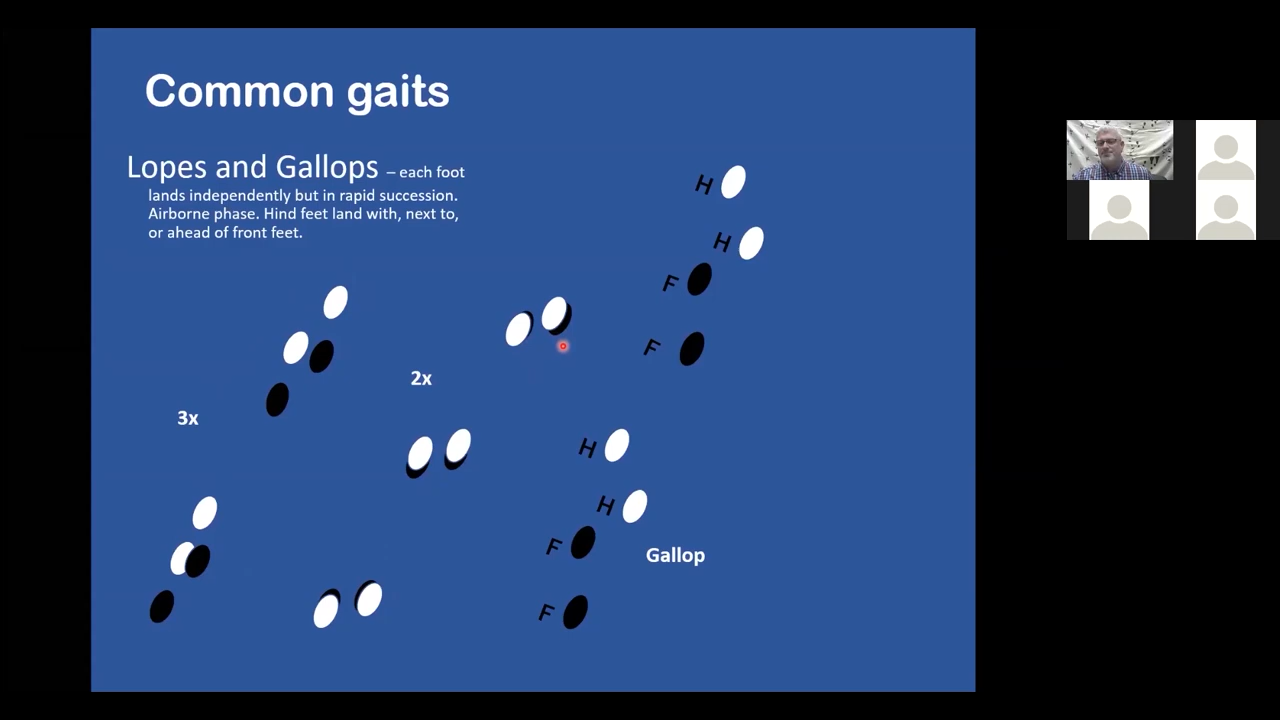 Common gaits
Lopes and Gallops – each foot
lands independently but in rapid succession.
Airborne phase. Hind feet land with, next to,
or ahead of front feet.
H
H
F
F
2x
3x
H
H
F
Gallop
F